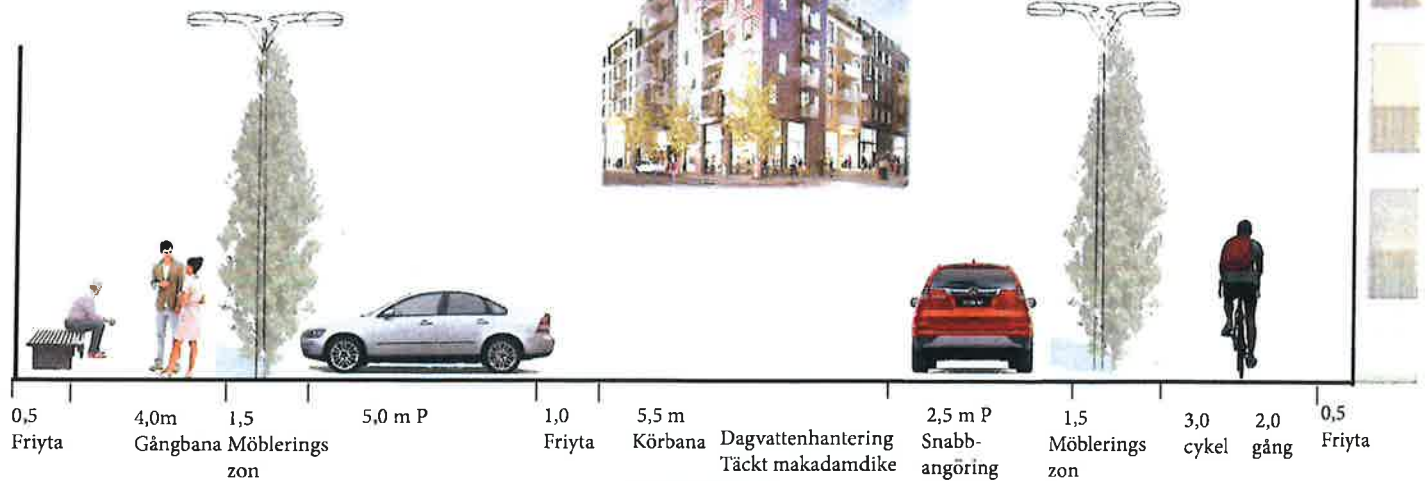 0,5
Friyta
4,0m
Gångbana
1,5
Möblerings
zon
5,0 m P
1,0
Friyta
5,5 m
Körbana
Dagvattenhantering
Täckt makadamdike
2,5 m P
Snabb-
angöring
1,5
Möblerings
zon
3,0
cykel
2,0
gång
0,5
Friyta